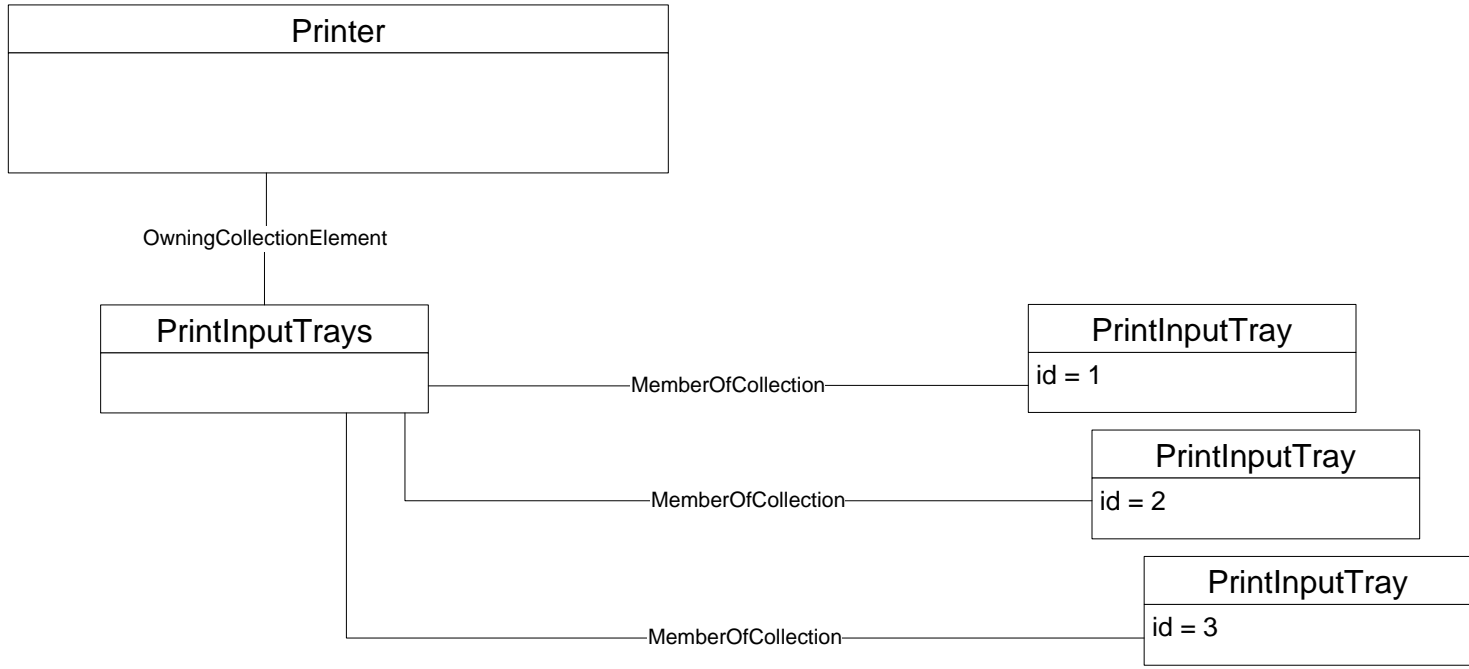 Printer
OwningCollectionElement
PrintInputTrays
PrintInputTray
id = 1
MemberOfCollection
PrintInputTray
id = 2
MemberOfCollection
PrintInputTray
id = 3
MemberOfCollection